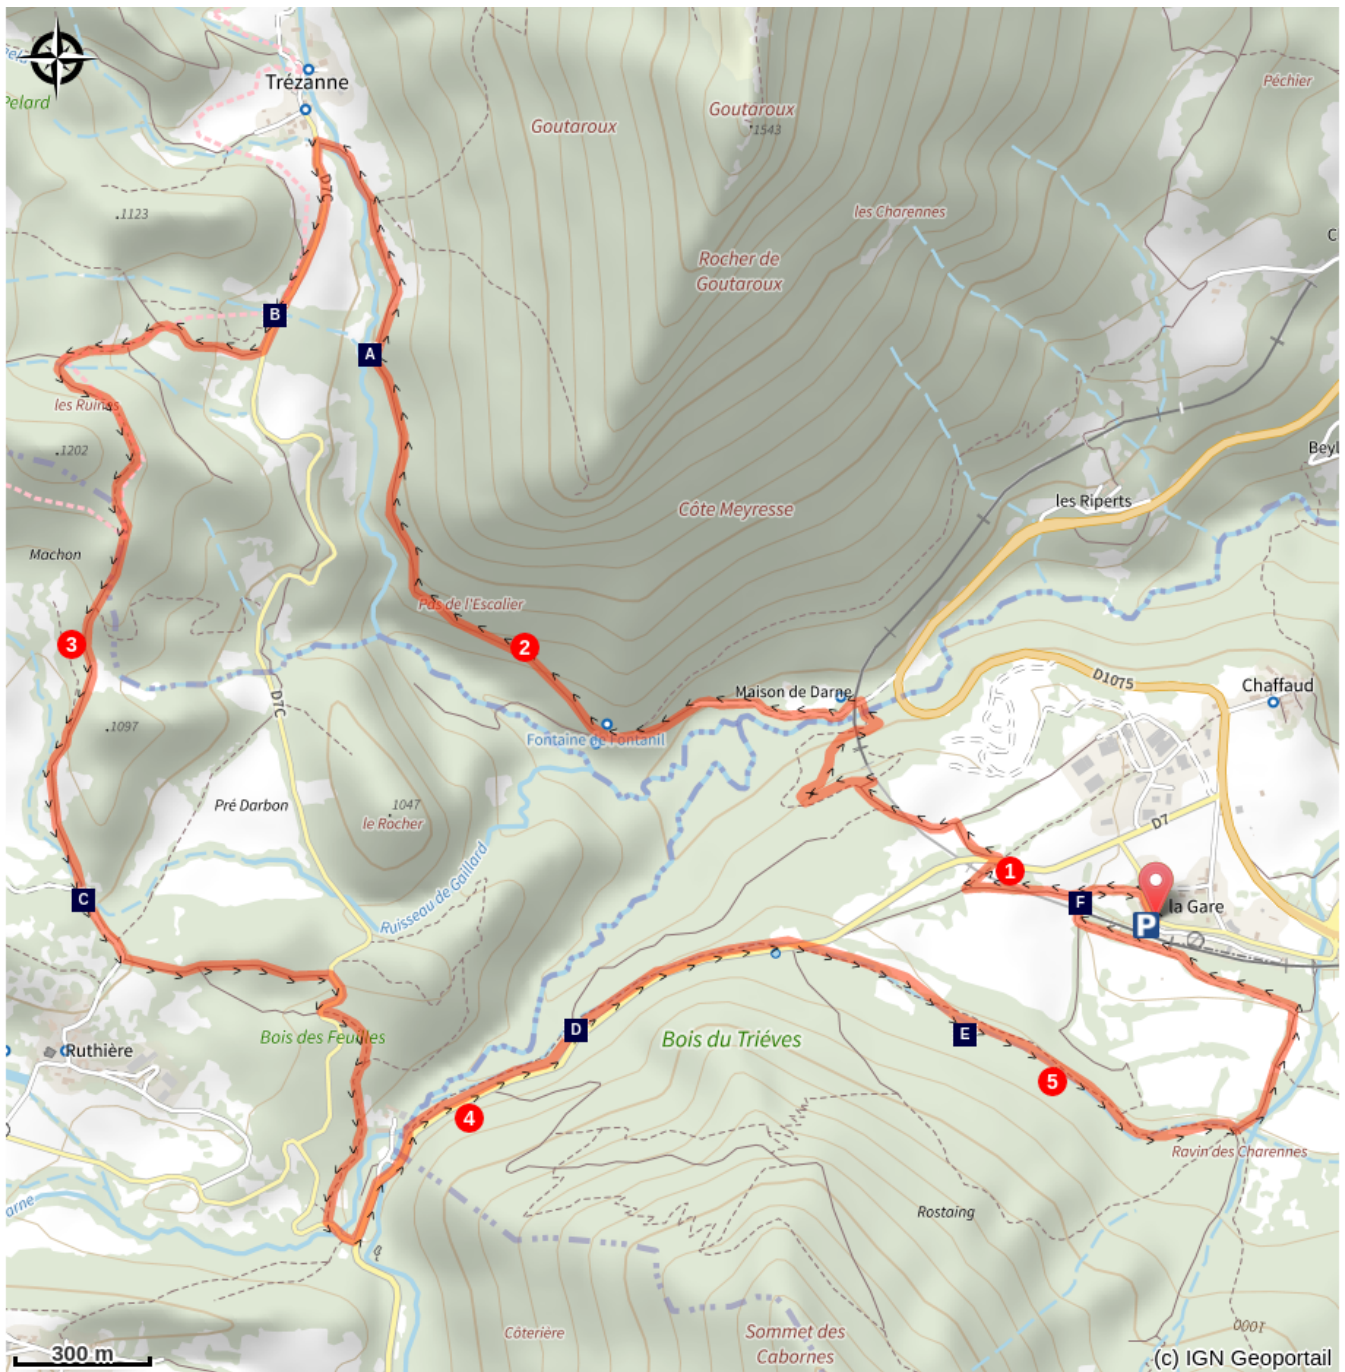 Trézanne
Pelard
Goutaroux
Goutaroux
1543
Péchier
D7C
1123
les Charennes
C
Rocher de
Goutaroux
B
A
les Ruines
1202
Beyl
les Riperts
Côte Meyresse
Machon
Pas de l'Escalier
3
2
D1075
Chaffaud
Maison de Darne
D7C
1097
Fontaine de Fontanil
Pré Darbon
1047
le Rocher
D7
1
C
F
la Gare
P
Ruisseau de Gaillard
D
E
Bois des Feuilles
Bois du Triéves
Ruthière
5
4
Ravin des Charennes
arne
Rostaing
Côterière
Sommet des
Cabornes
1000
300 m
(c) IGN Geoportail